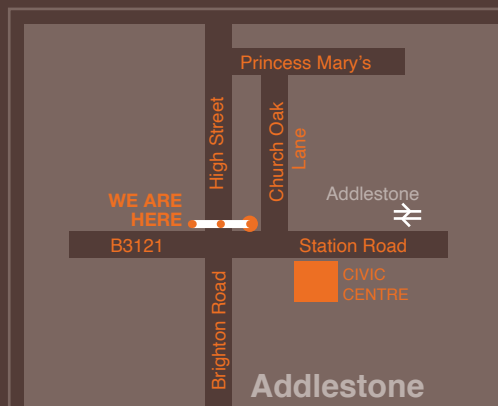 Princess Mary's
High Street
Church Oak
Lane
WE ARE
HERE
Addlestone
B3121
Station Road
CIVIC
CENTRE
Brighton Road
Addlestone